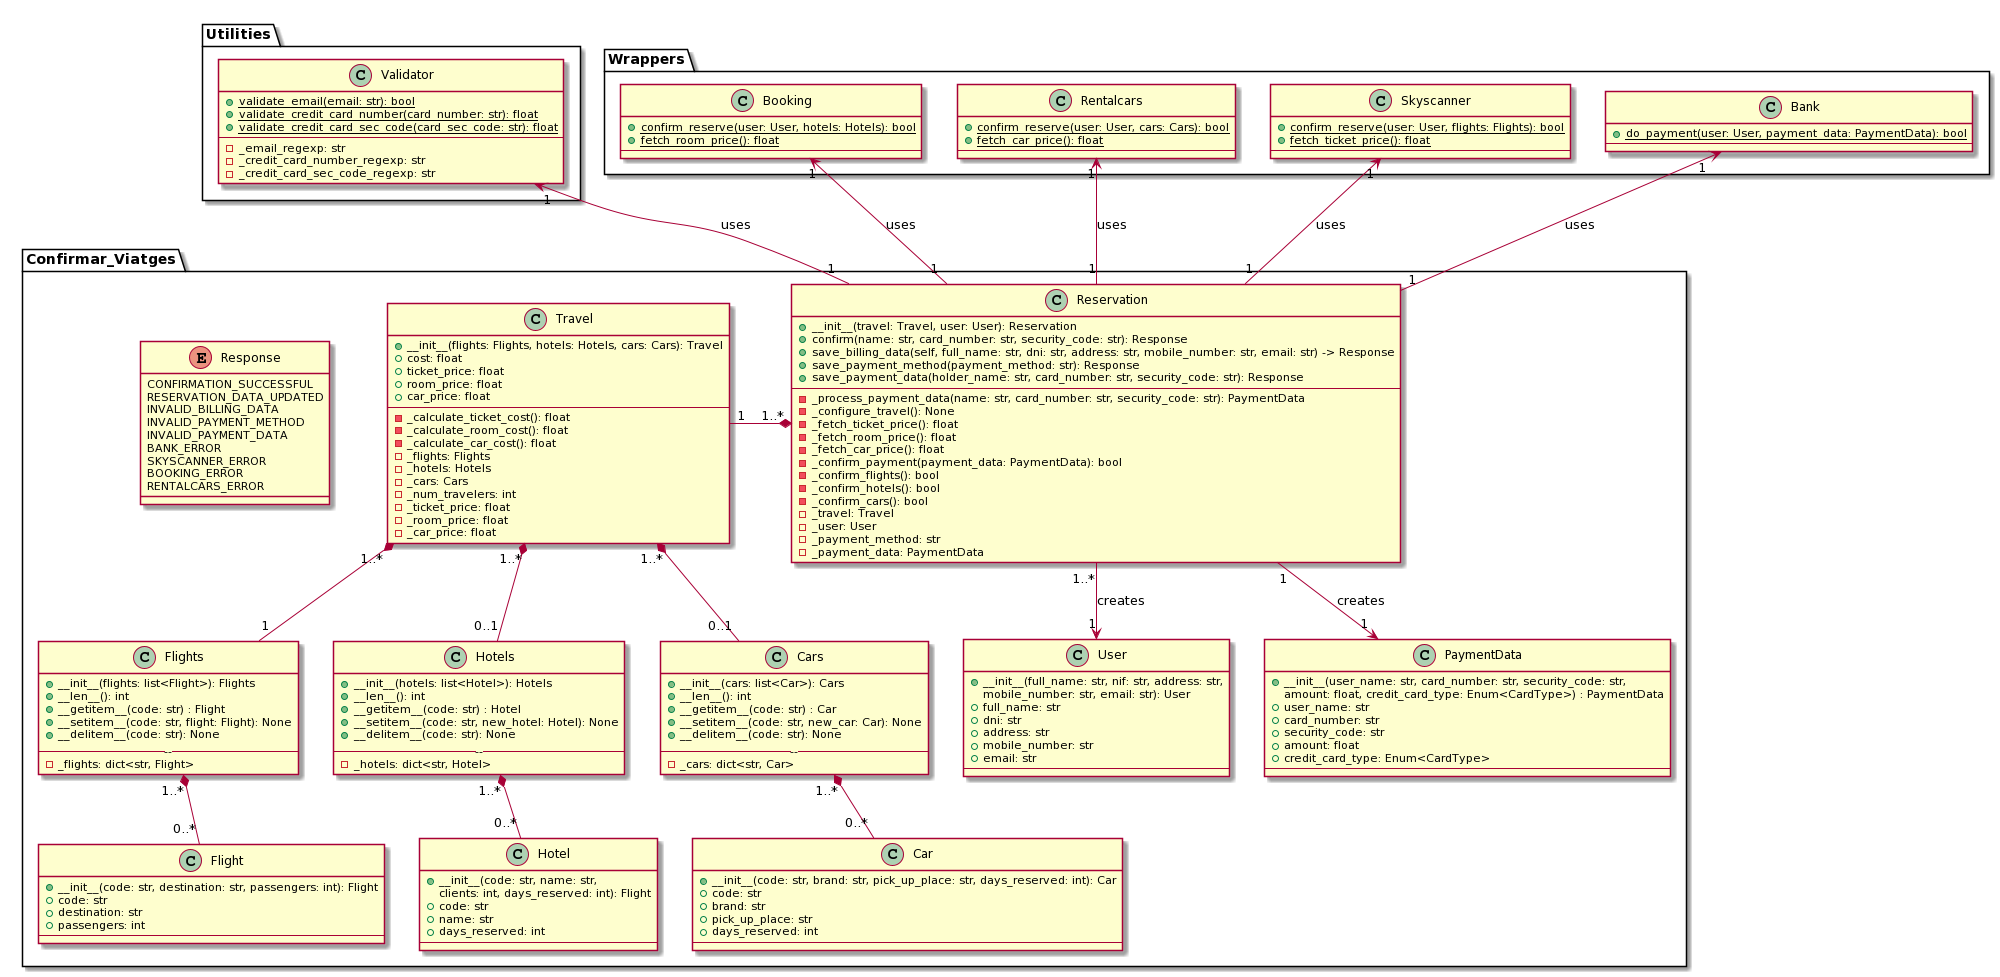 Utilities
C Validator
validate_email(email: str): bool
validate_credit_card_number(card_number: str): float
validate_credit_card_sec_code(card_sec_code: str): float
_email_regexp: str
_credit_card_number_regexp: str
_credit_card_sec_code_regexp: str
Wrappers
C Booking
confirm_reserve(user: User, hotels: Hotels): bool
fetch_room_price(): float
C Rentalcars
confirm_reserve(user: User, cars: Cars): bool
fetch_car_price(): float
C Skyscanner
confirm_reserve(user: User, flights: Flights): bool
fetch_ticket_price(): float
C Bank
do_payment(user: User, payment_data: PaymentData): bool
1
1
1
1
1
uses
uses
uses
uses
uses
1
1
1
1
1
Confirmar_Viatges
E Response
CONFIRMATION_SUCCESSFUL
RESERVATION_DATA_UPDATED
INVALID_BILLING_DATA
INVALID_PAYMENT_METHOD
INVALID_PAYMENT_DATA
BANK_ERROR
SKYSCANNER_ERROR
BOOKING_ERROR
RENTALCARS_ERROR
C Travel
__init__(flights: Flights, hotels: Hotels, cars: Cars): Travel
cost: float
ticket_price: float
room_price: float
car_price: float
_calculate_ticket_cost(): float
_calculate_room_cost(): float
_calculate_car_cost(): float
_flights: Flights
_hotels: Hotels
_cars: Cars
_num_travelers: int
_ticket_price: float
_room_price: float
_car_price: float
1 1..*
C Reservation
__init__(travel: Travel, user: User): Reservation
confirm(name: str, card_number: str, security_code: str): Response
save_billing_data(self, full_name: str, dni: str, address: str, mobile_number: str, email: str) -> Response
save_payment_method(payment_method: str): Response
save_payment_data(holder_name: str, card_number: str, security_code: str): Response
_process_payment_data(name: str, card_number: str, security_code: str): PaymentData
_configure_travel(): None
_fetch_ticket_price(): float
_fetch_room_price(): float
_fetch_car_price(): float
_confirm_payment(payment_data: PaymentData): bool
_confirm_flights(): bool
_confirm_hotels(): bool
_confirm_cars(): bool
_travel: Travel
_user: User
_payment_method: str
_payment_data: PaymentData
1..*
1..*
1..*
1..*
1
creates
creates
1
0..1
0..1
1
1
C Flights
__init__(flights: list<Flight>): Flights
__len__(): int
__getitem__(code: str) : Flight
__setitem__(code: str, flight: Flight): None
__delitem__(code: str): None
--
_flights: dict<str, Flight>
C Hotels
__init__(hotels: list<Hotel>): Hotels
__len__(): int
__getitem__(code: str) : Hotel
__setitem__(code: str, new_hotel: Hotel): None
__delitem__(code: str): None
--
_hotels: dict<str, Hotel>
C Cars
__init__(cars: list<Car>): Cars
__len__(): int
__getitem__(code: str) : Car
__setitem__(code: str, new_car: Car): None
__delitem__(code: str): None
--
_cars: dict<str, Car>
C User
__init__(full_name: str, nif: str, address: str,
mobile_number: str, email: str): User
full_name: str
dni: str
address: str
mobile_number: str
email: str
C PaymentData
__init__(user_name: str, card_number: str, security_code: str,
amount: float, credit_card_type: Enum<CardType>) : PaymentData
user_name: str
card_number: str
security_code: str
amount: float
credit_card_type: Enum<CardType>
1..*
1..*
1..*
0..*
0..*
0..*
C Flight
__init__(code: str, destination: str, passengers: int): Flight
code: str
destination: str
passengers: int
C Hotel
__init__(code: str, name: str,
clients: int, days_reserved: int): Flight
code: str
name: str
days_reserved: int
C Car
__init__(code: str, brand: str, pick_up_place: str, days_reserved: int): Car
code: str
brand: str
pick_up_place: str
days_reserved: int